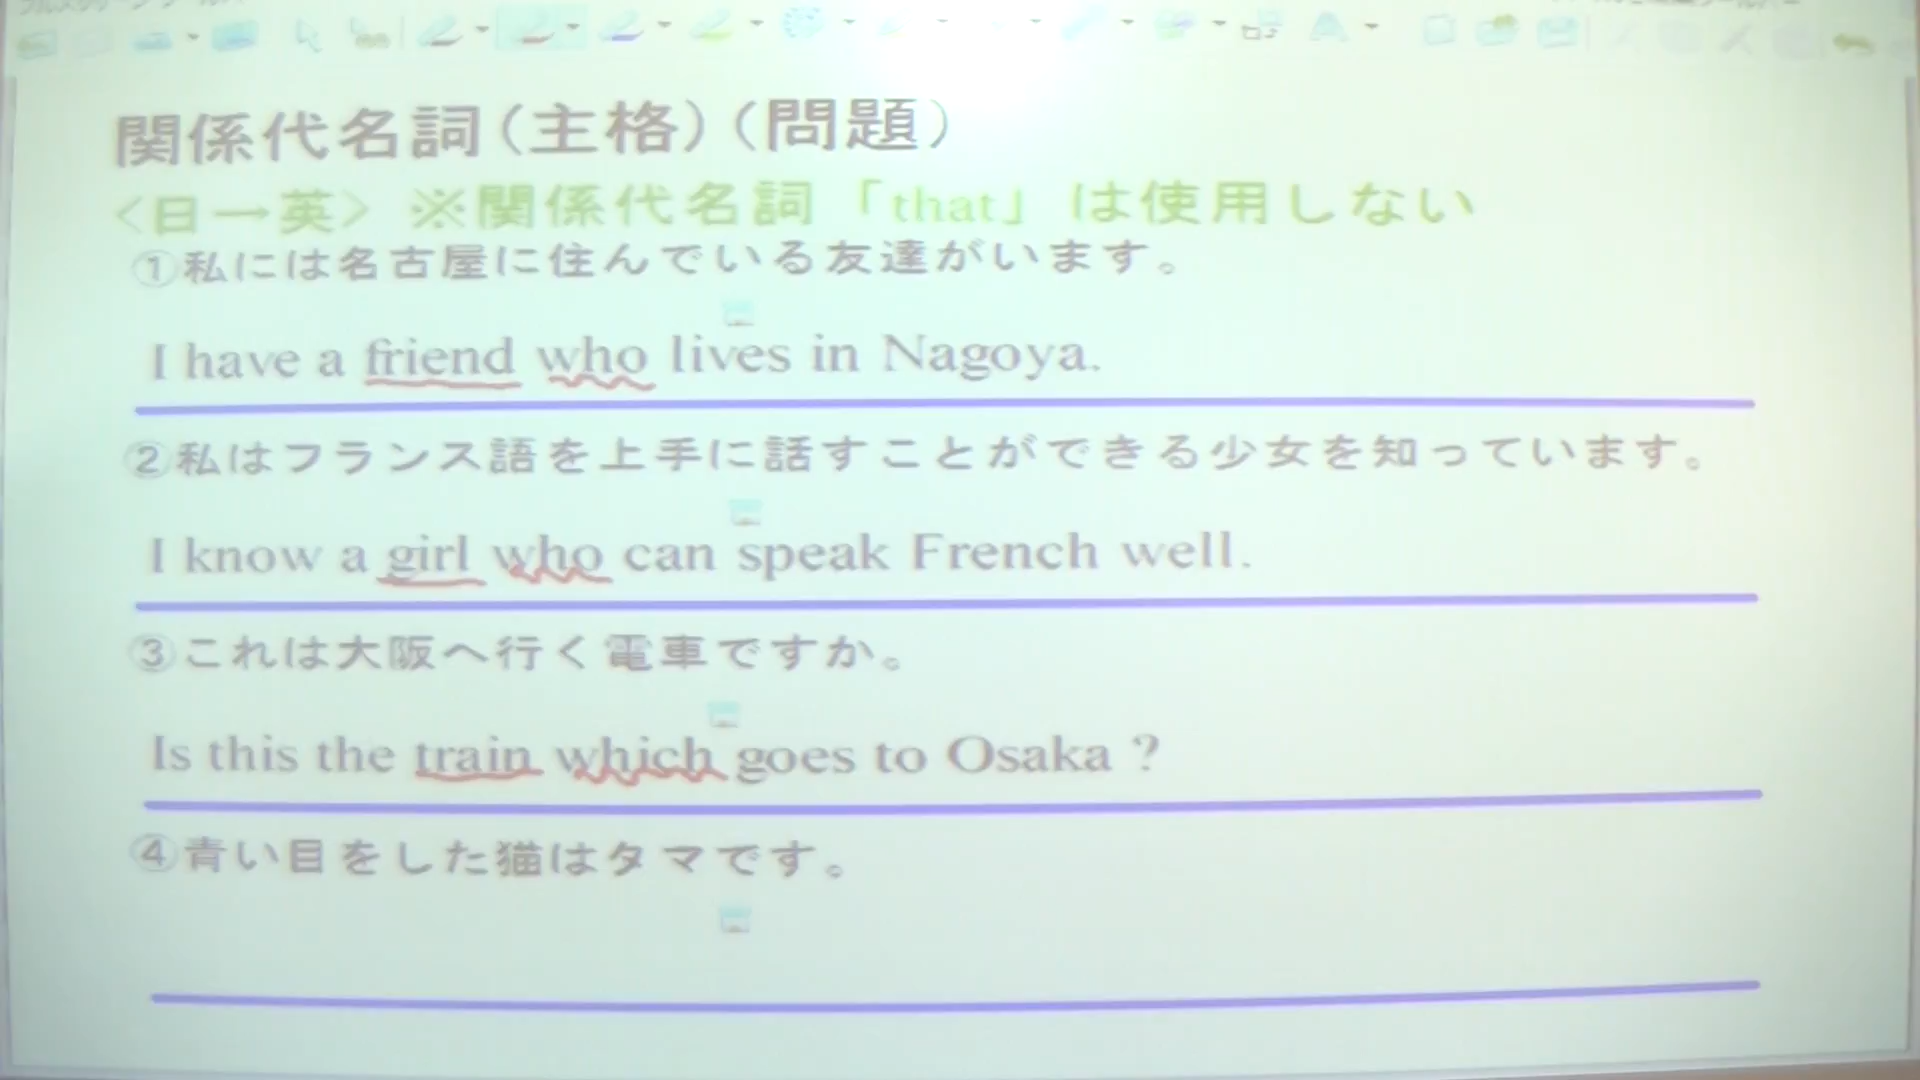 関係代名詞(主格)(問題)
<日→英> ※関係代名詞「that」は使用しない
①私には名古屋に住んでいる友達がいます。
I have a friend who lives in Nagoya.
②私はフランス語を上手に話すことができる少女を知っています。
I know a girl who can speak French well.
③これは大阪へ行く電車ですか。
Is this the train which goes to Osaka ?
④青い目をした猫はタマです。